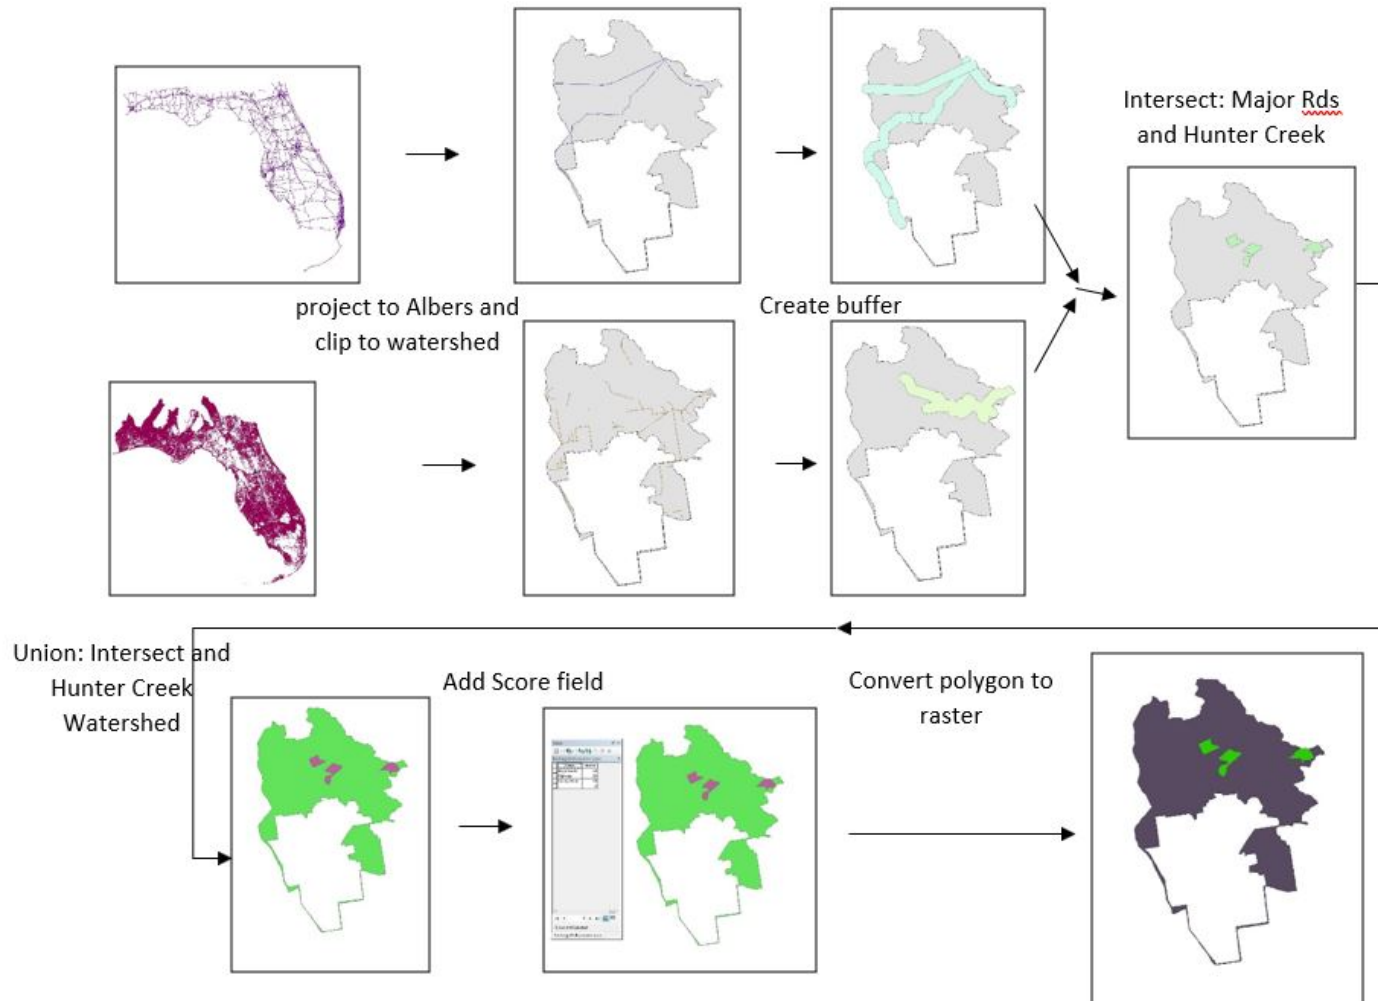 Intersect: Major Rds
and Hunter Creek
project to Albers and
clip to watershed
Create buffer
Union: Intersect and
Hunter Creek
Watershed
Add Score field
Convert polygon to
raster